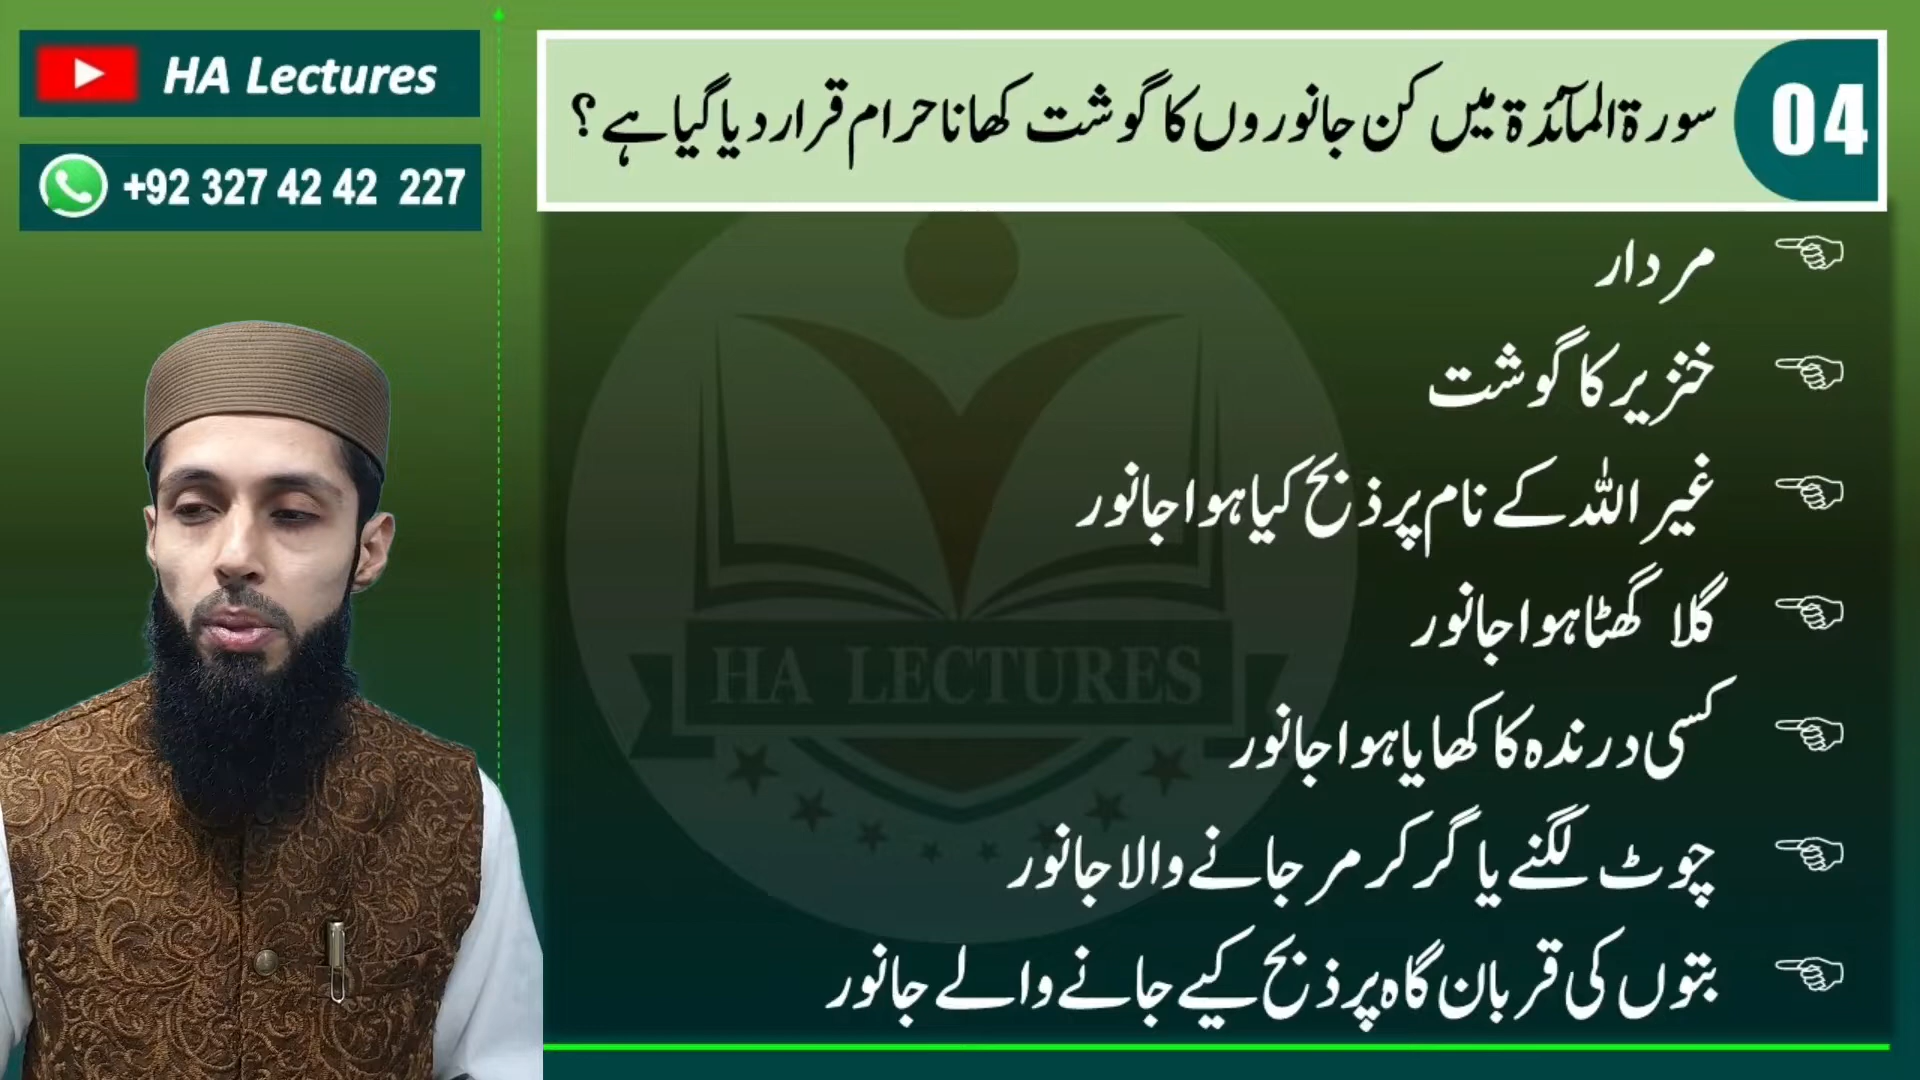 HA Lectures
+92 327 42 42 227
04
سورۃ المآئدۃ میں کن جانوروں کا گوشت کھانا حرام قرار دیا گیا ہے؟
مردار
خنزیر کا گوشت
غیر اللہ کے نام پر ذبح کیا ہوا جانور
گلا گھٹا ہوا جانور
کسی درندہ کا کھایا ہوا جانور
چوٹ لگنے یا گر کر مر جانے والا جانور
بتوں کی قربان گاہ پر ذبح کیے جانے والے جانور
HA LECTURES